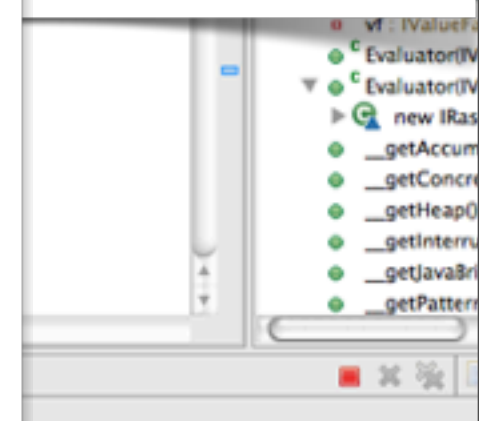 vf : IValueFa
Evaluator(IV
Evaluator(IV
new IRas
__getAccum
__getConcre
__getHeap()
__getInterru
__getJavaBri
__getPattern